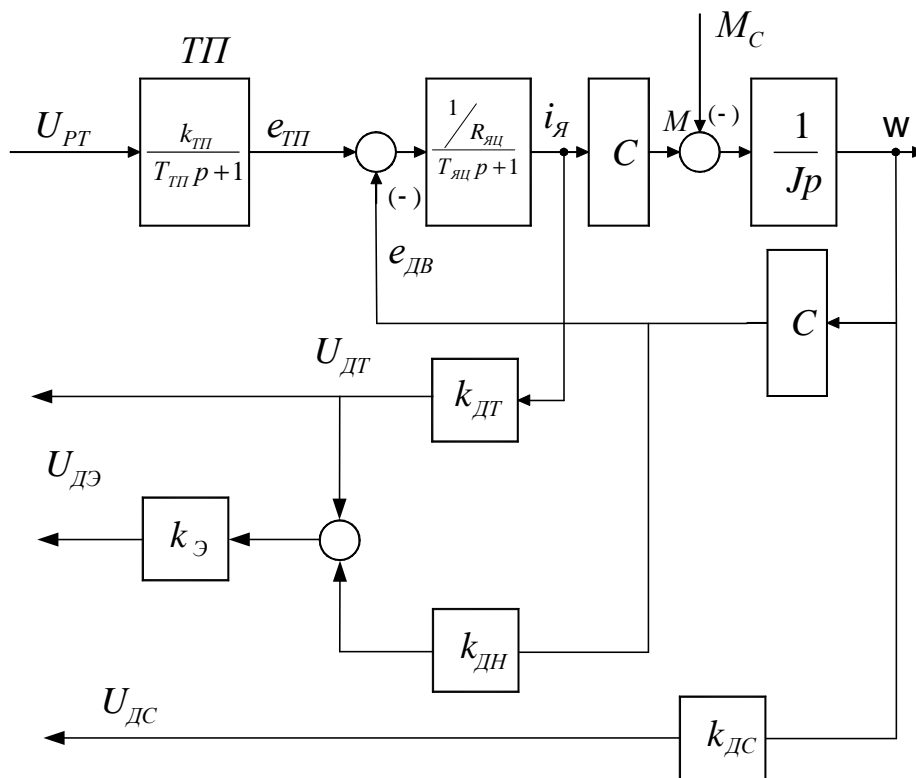 ТП
M_C
U_РТ
k_ТП
T_ТП p + 1
e_ТП
1/R_ЯЦ
T_ЯЦ p + 1
i_Я
C
M
(-)
1
Jp
w
(-)
e_ДВ
C
U_ДТ
k_ДТ
U_ДЭ
k_Э
k_ДН
U_ДС
k_ДС